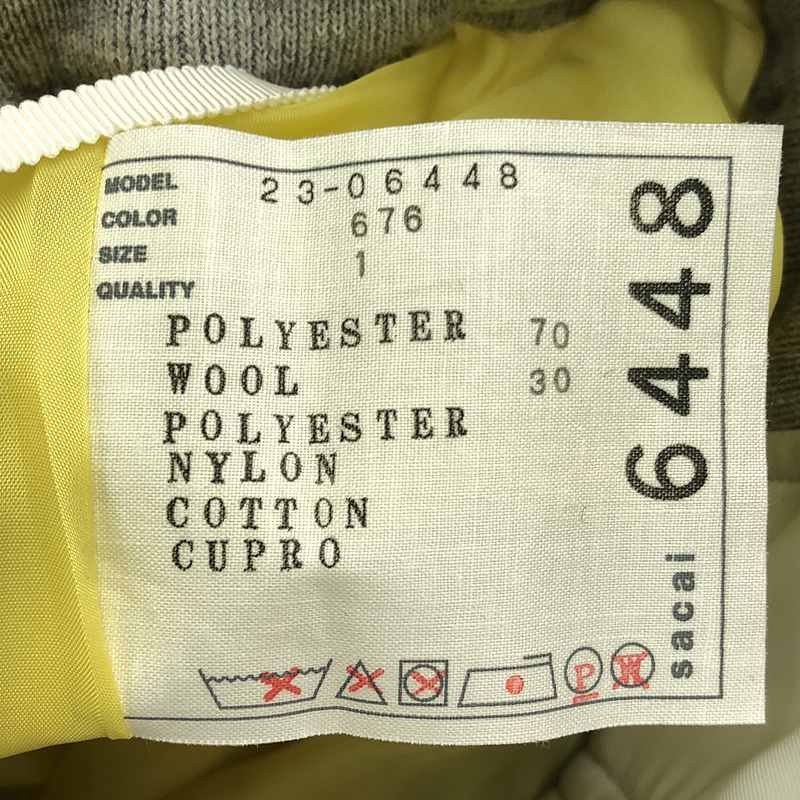 MODEL 23-06448
COLOR 676
SIZE 1
QUALITY
POLYESTER 70
WOOL 30
POLYESTER
NYLON
COTTON
CUPRO
P W
sacai 6448